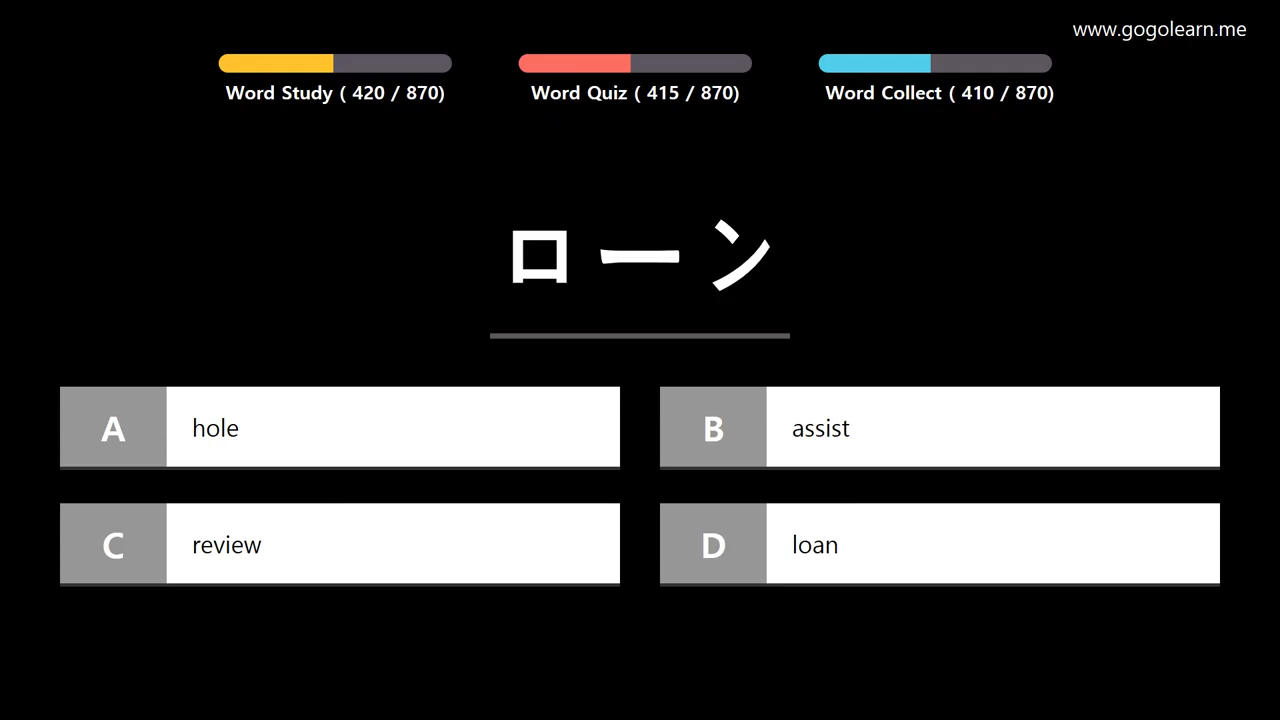 www.gogolearn.me
Word Study ( 420 / 870)
Word Quiz ( 415 / 870)
Word Collect ( 410 / 870)
ローン
A hole
B assist
C review
D loan